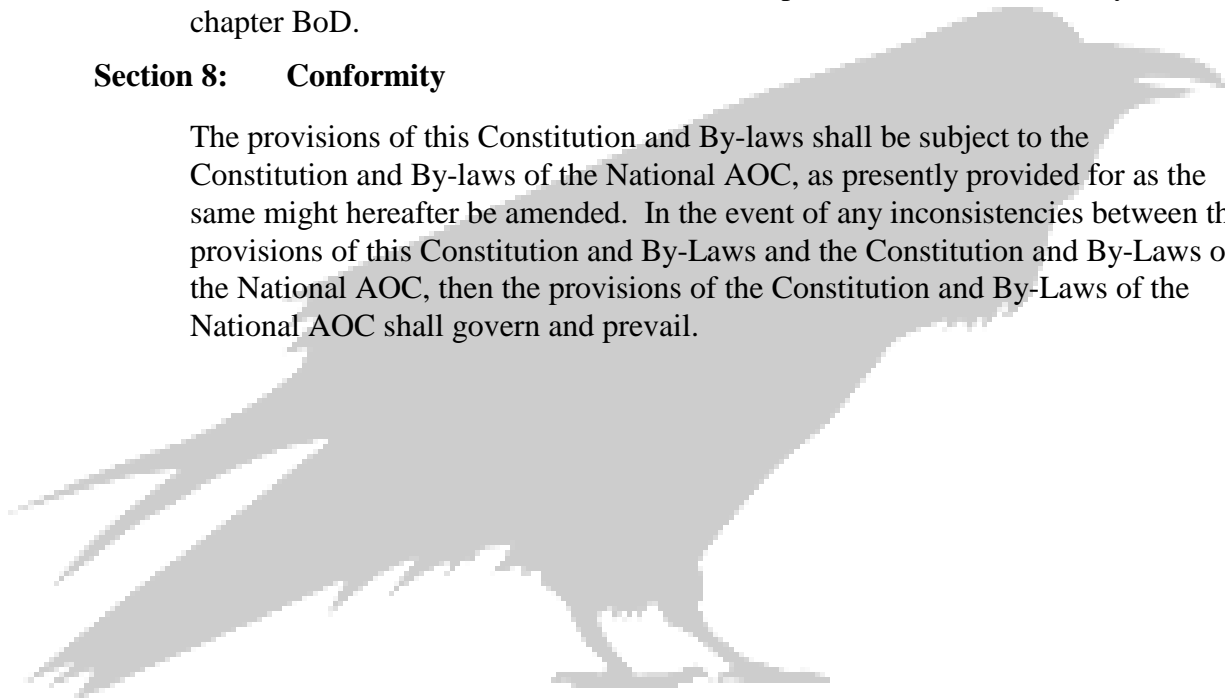 chapter BoD.
Section 8: Conformity
The provisions of this Constitution and By-laws shall be subject to the
Constitution and By-laws of the National AOC, as presently provided for as the
same might hereafter be amended. In the event of any inconsistencies between th
provisions of this Constitution and By-Laws and the Constitution and By-Laws o
the National AOC, then the provisions of the Constitution and By-Laws of the
National AOC shall govern and prevail.